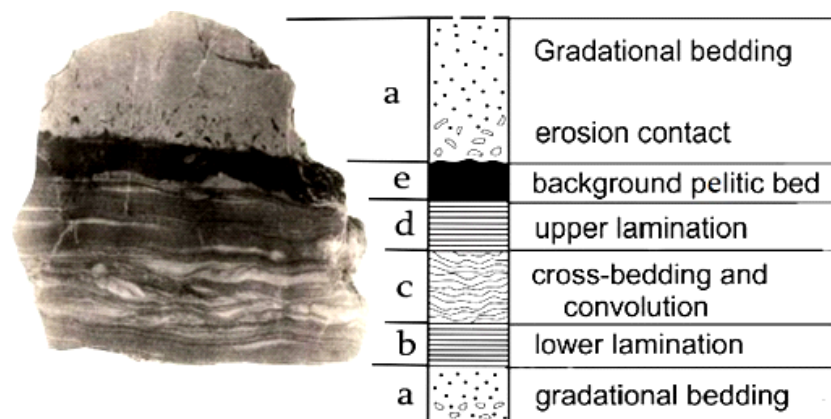 a Gradational bedding
erosion contact
e background pelitic bed
d upper lamination
c cross-bedding and
convolution
b lower lamination
a gradational bedding